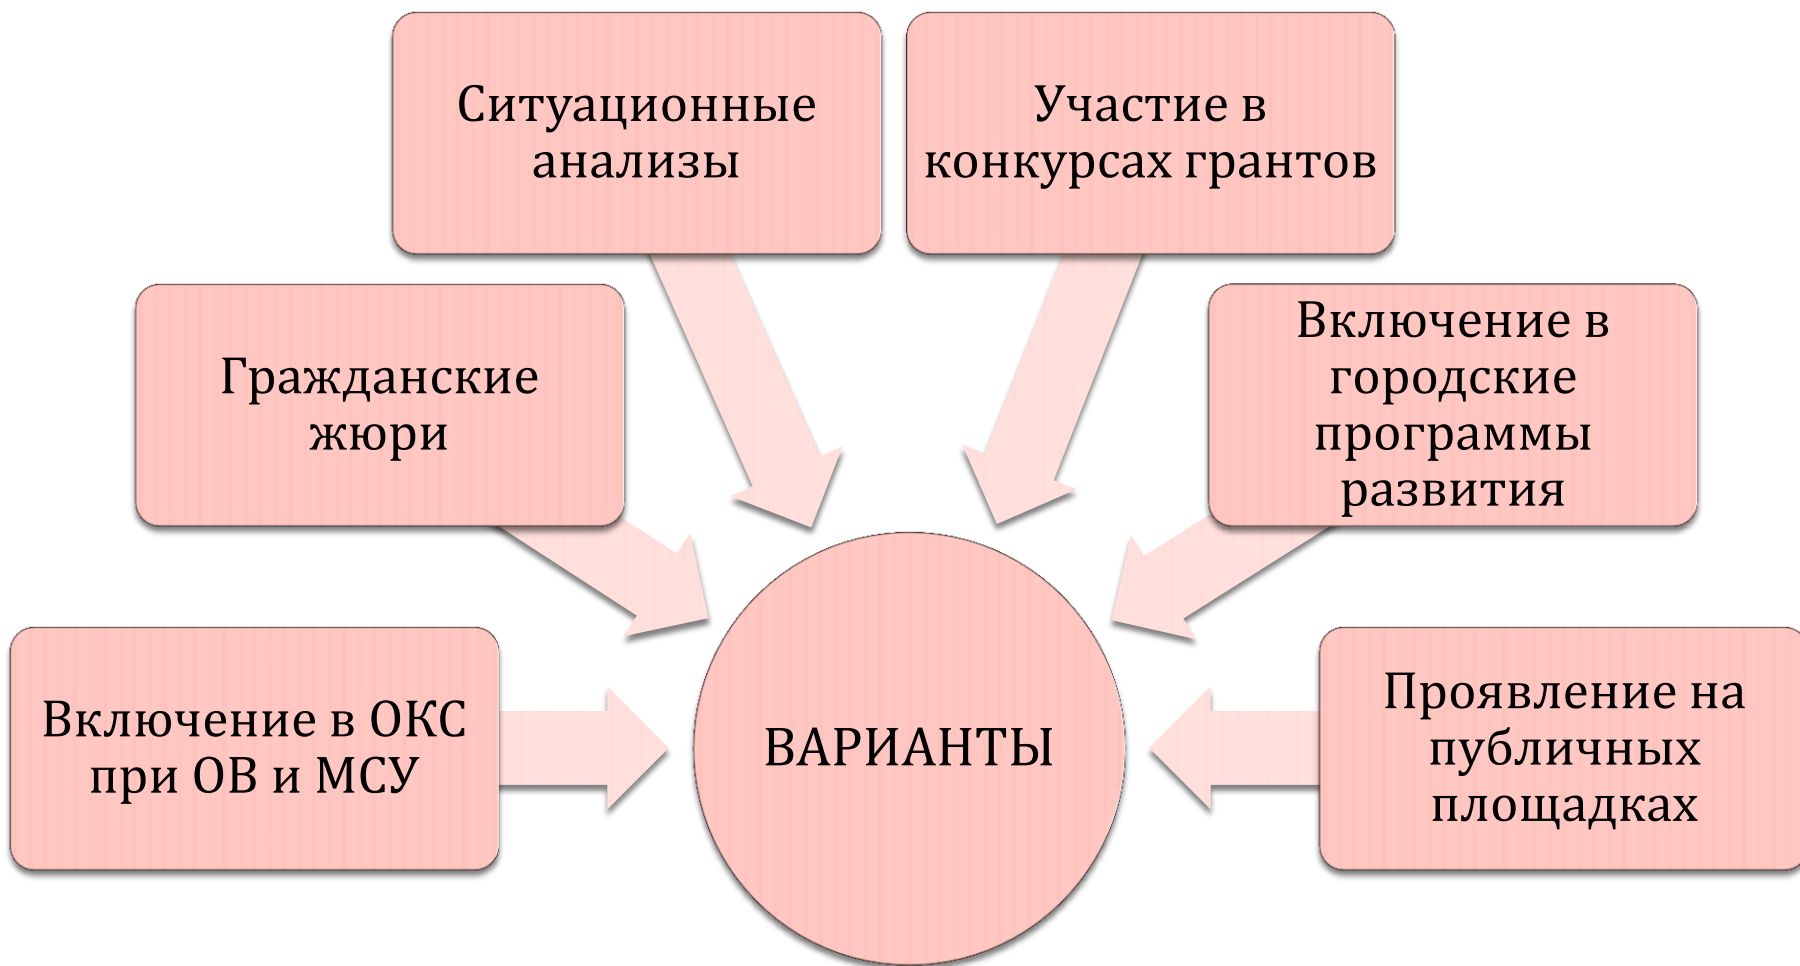 Ситуационные
анализы
Участие в
конкурсах грантов
Гражданские
жюри
Включение в
городские
программы
развития
Включение в ОКС
при ОВ и МСУ
ВАРИАНТЫ
Проявление на
публичных
площадках